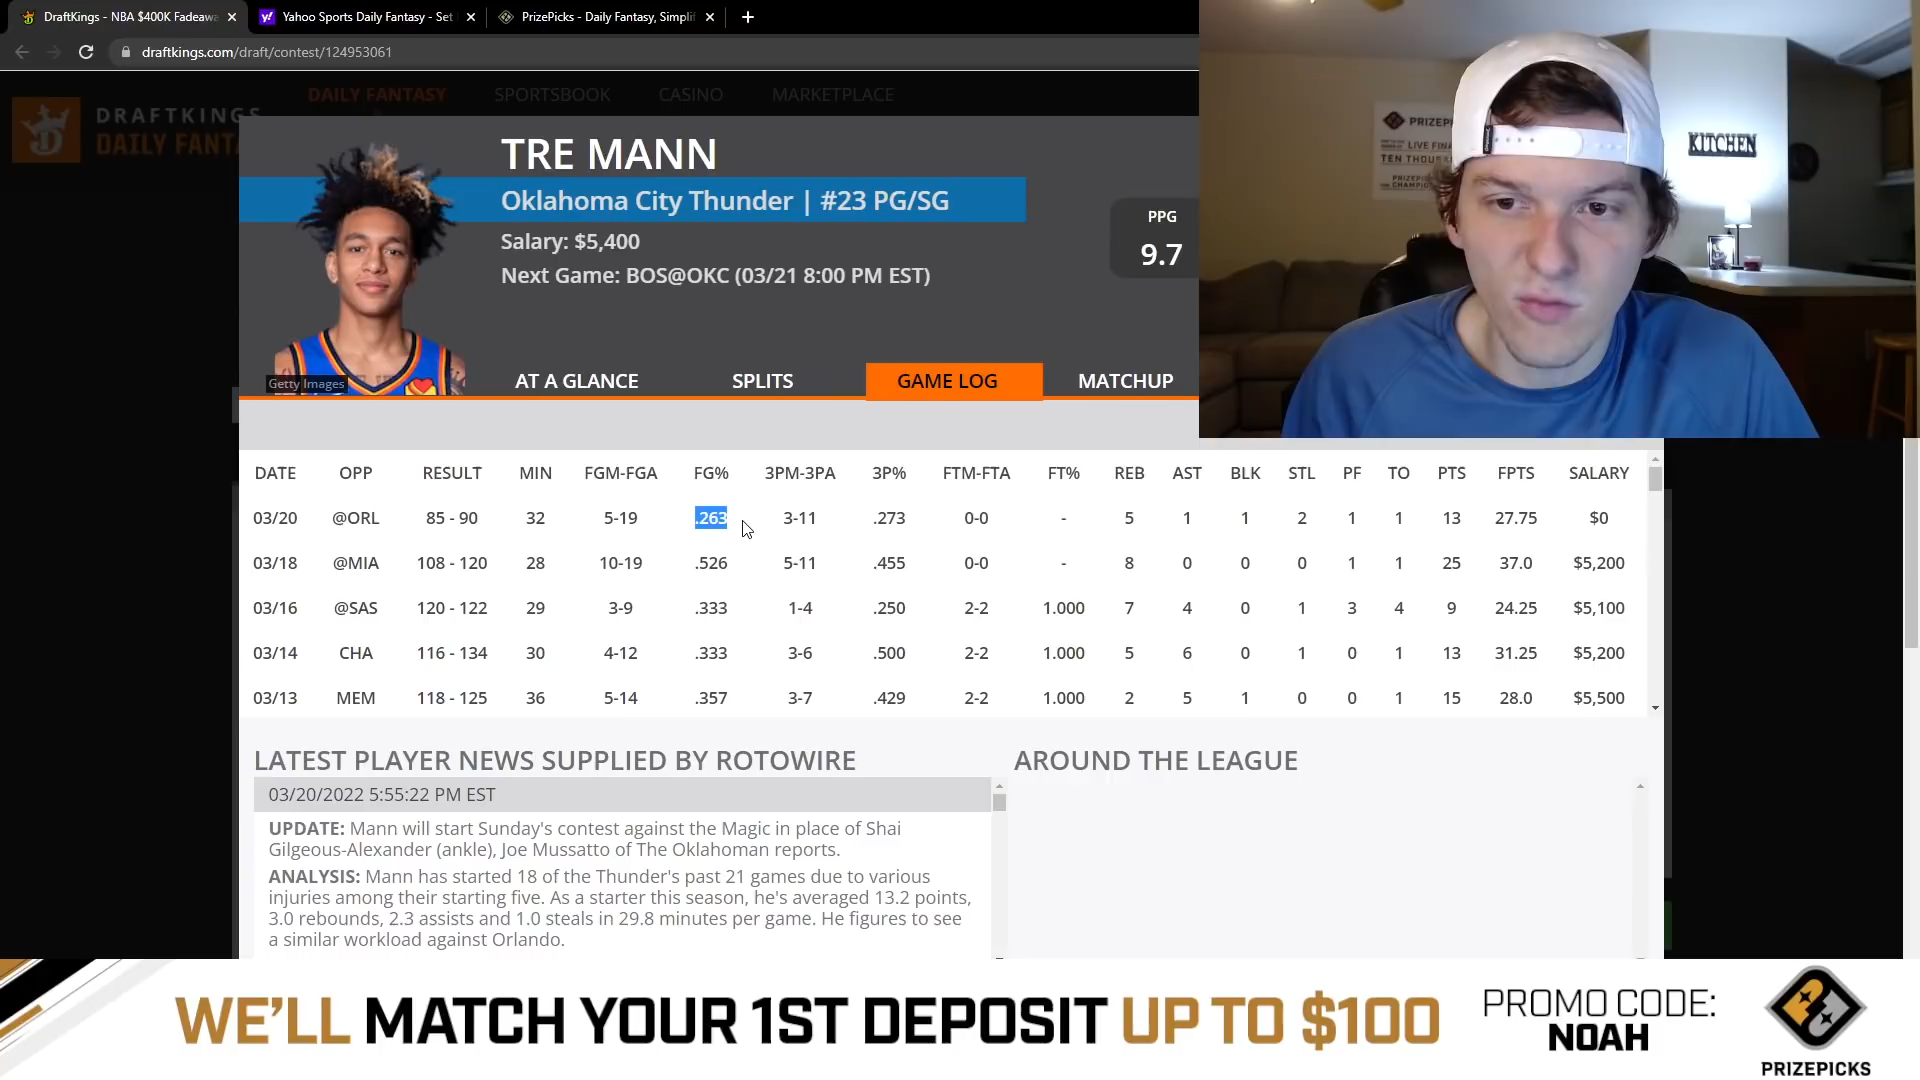 DraftKings - NBA $400K Fadeawa
Yahoo Sports Daily Fantasy - Set
PrizePicks - Daily Fantasy, Simplif
draftkings.com/draft/contest/124953061
DRAFTKINGS
DAILY FANT
DAILY FANTASY SPORTSBOOK CASINO MARKETPLACE
TRE MANN
Oklahoma City Thunder | #23 PG/SG
Salary: $5,400
Next Game: BOS@OKC (03/21 8:00 PM EST)
PPG
9.7
Getty Images
AT A GLANCE SPLITS GAME LOG MATCHUP
PRIZEP
LIVE FINA
TEN THOUS
CHAMP
KITCHEN
DATE OPP RESULT MIN FGM-FGA FG% 3PM-3PA 3P% FTM-FTA FT% REB AST BLK STL PF TO PTS FPTS SALARY
03/20 @ORL 85 - 90 32 5-19 .263 3-11 .273 0-0 - 5 1 1 2 1 1 13 27.75 $0
03/18 @MIA 108 - 120 28 10-19 .526 5-11 .455 0-0 - 8 0 0 0 1 1 25 37.0 $5,200
03/16 @SAS 120 - 122 29 3-9 .333 1-4 .250 2-2 1.000 7 4 0 1 3 4 9 24.25 $5,100
03/14 CHA 116 - 134 30 4-12 .333 3-6 .500 2-2 1.000 5 6 0 1 0 1 13 31.25 $5,200
03/13 MEM 118 - 125 36 5-14 .357 3-7 .429 2-2 1.000 2 5 1 0 0 1 15 28.0 $5,500
LATEST PLAYER NEWS SUPPLIED BY ROTOWIRE
AROUND THE LEAGUE
03/20/2022 5:55:22 PM EST
UPDATE: Mann will start Sunday's contest against the Magic in place of Shai
Gilgeous-Alexander (ankle), Joe Mussatto of The Oklahoman reports.
ANALYSIS: Mann has started 18 of the Thunder's past 21 games due to various
injuries among their starting five. As a starter this season, he's averaged 13.2 points,
3.0 rebounds, 2.3 assists and 1.0 steals in 29.8 minutes per game. He figures to see
a similar workload against Orlando.
WE'LL MATCH YOUR 1ST DEPOSIT UP TO $100
PROMO CODE:
NOAH
PRIZEPICKS